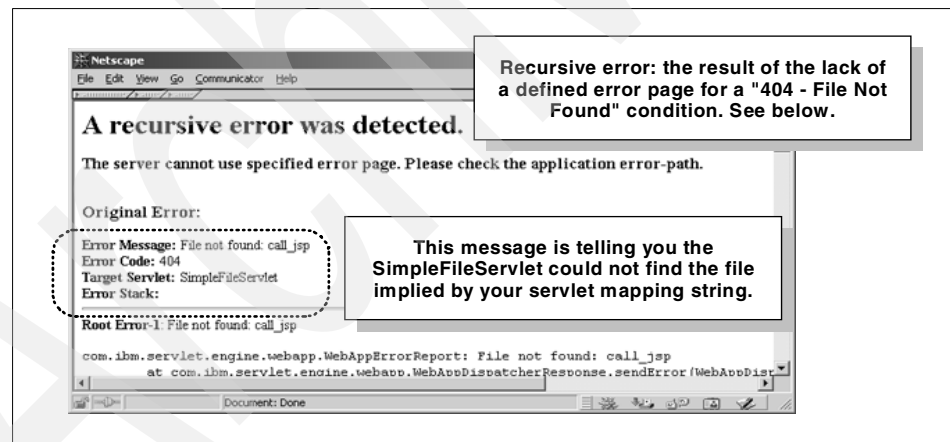 Netscape
File Edit View Go Communicator Help
Recursive error: the result of the lack of
a defined error page for a "404 - File Not
Found" condition. See below.
A recursive error was detected.
The server cannot use specified error page. Please check the application error-path.
Original Error:
Error Message: File not found: call_jsp
Error Code: 404
Target Servlet: SimpleFileServlet
Error Stack:
This message is telling you the
SimpleFileServlet could not find the file
implied by your servlet mapping string.
Root Error-1: File not found: call_jsp
com.ibm.servlet.engine.webapp.WebAppErrorReport: File not found: call_jsp
at com.ibm.servlet.engine.webapp.WebAppDispatcherResponse.sendError(WebAppDisp
Document: Done